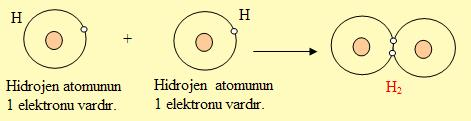 H
H
+
Hidrojen atomunun
1 elektronu vardır.
Hidrojen atomunun
1 elektronu vardır.
H₂